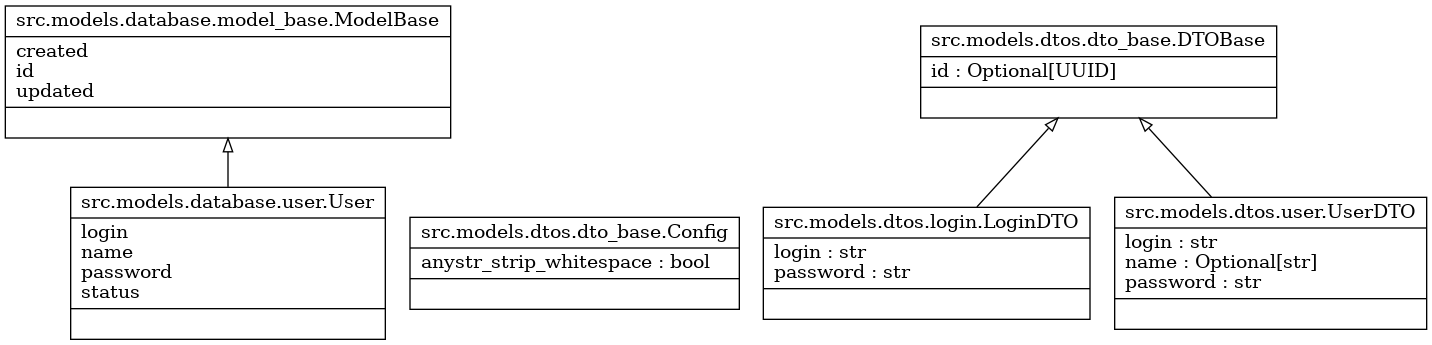 src.models.database.model_base.ModelBase
created
id
updated
src.models.dtos.dto_base.DTOBase
id : Optional[UUID]
src.models.database.user.User
login
name
password
status
src.models.dtos.dto_base.Config
anystr_strip_whitespace : bool
src.models.dtos.login.LoginDTO
login : str
password : str
src.models.dtos.user.UserDTO
login : str
name : Optional[str]
password : str